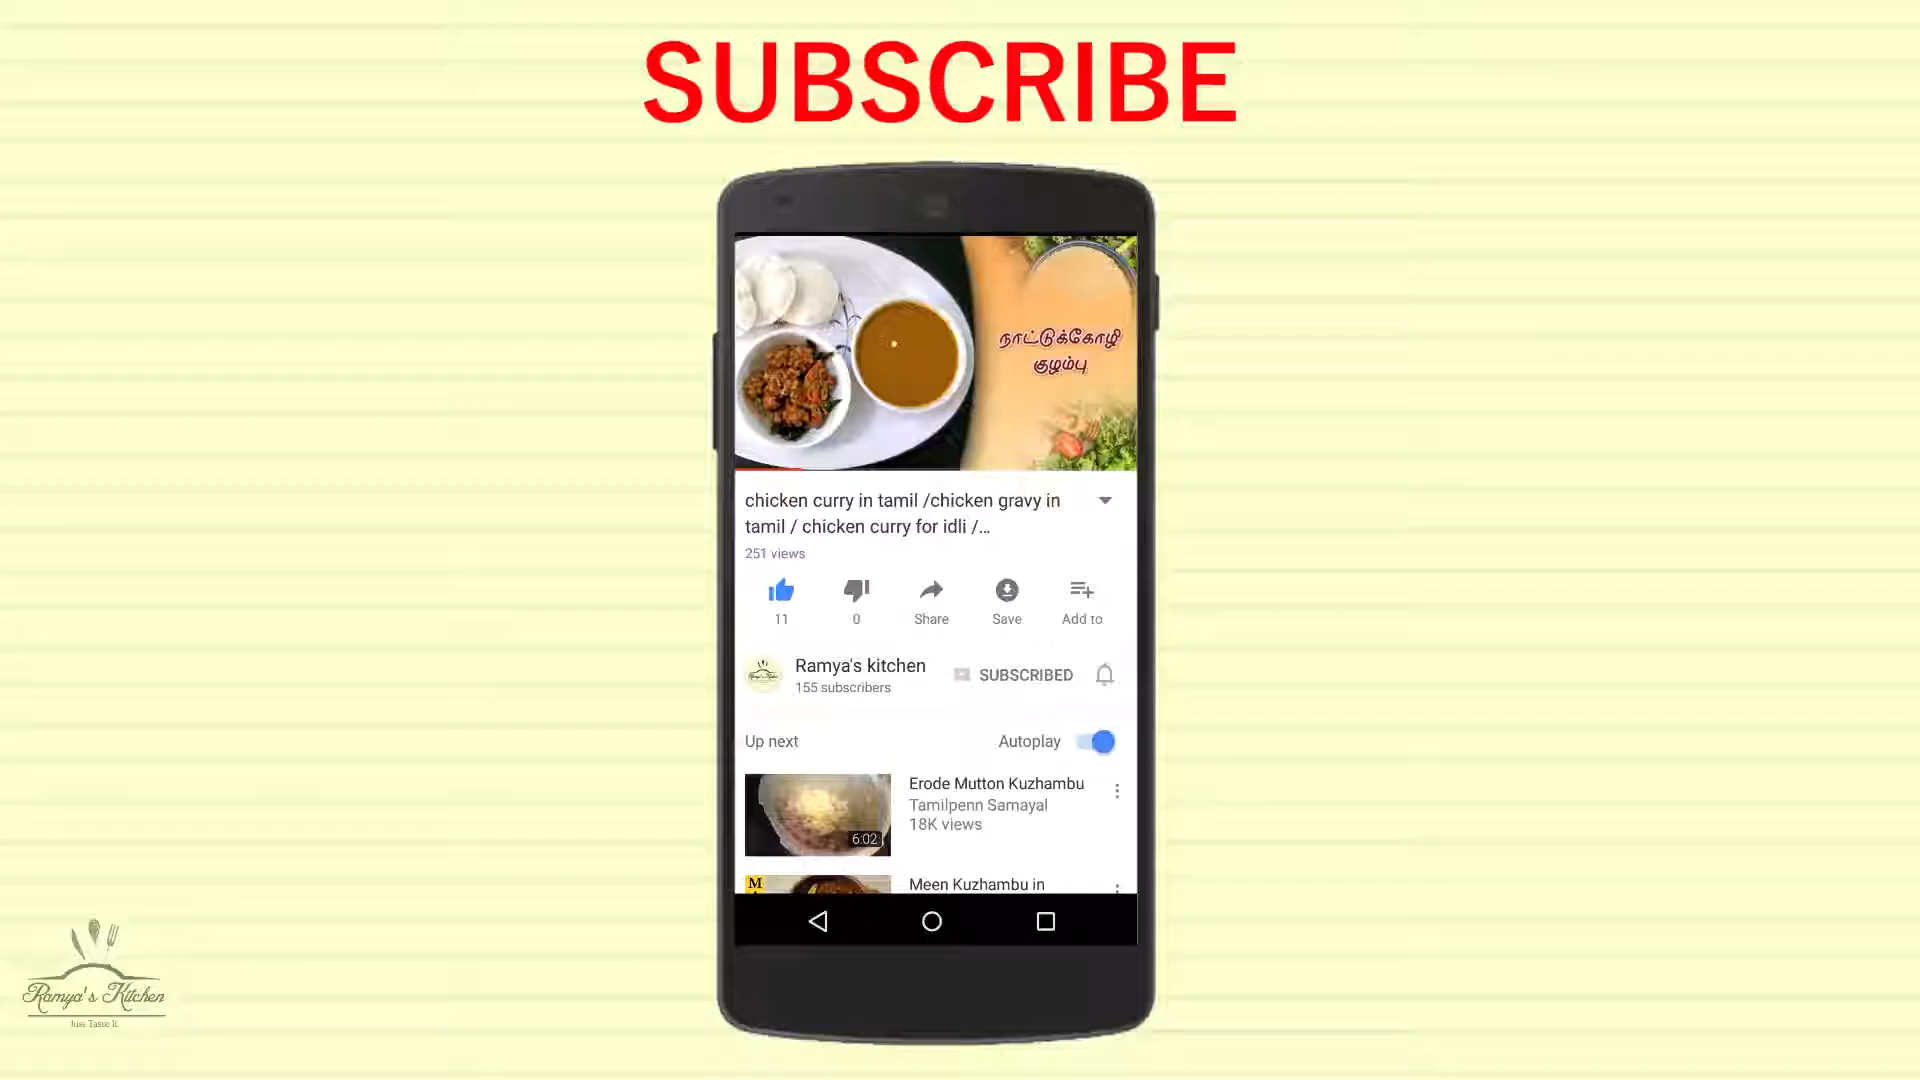 SUBSCRIBE
நாட்டுக்கோழி
குழம்பு
chicken curry in tamil /chicken gravy in
tamil / chicken curry for idli /...
251 views
11
0
Share
Save
Add to
Ramya's kitchen
155 subscribers
SUBSCRIBED
Up next
Autoplay
6:02
Erode Mutton Kuzhambu
Tamilpenn Samayal
18K views
M
Meen Kuzhambu in
Ramya's Kitchen
Just Taste It